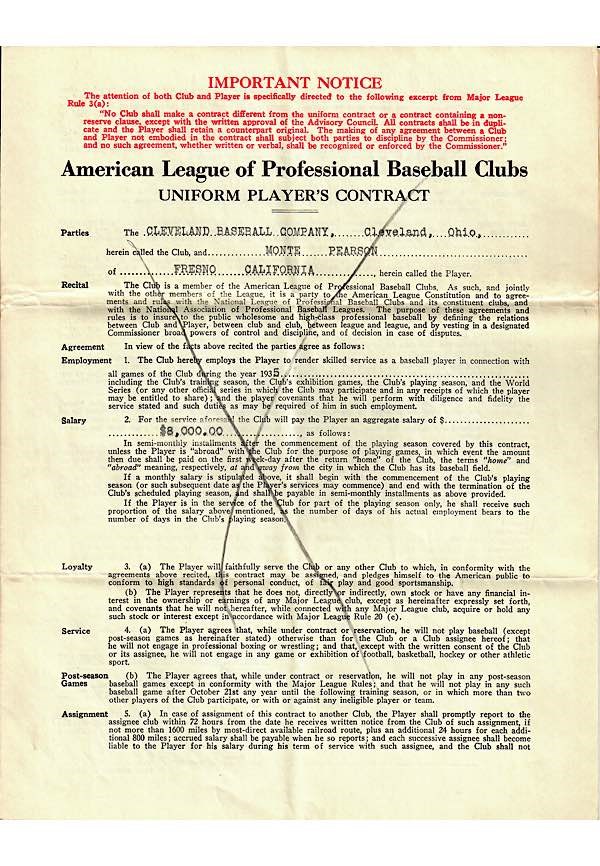 IMPORTANT NOTICE
The attention of both Club and Player is specifically directed to the following excerpt from Major League
Rule 3(a):
"No Club shall make a contract different from the uniform contract or a contract containing a non-
reserve clause, except with the written approval of the Advisory Council. All contracts shall be in dupli-
cate and the Player shall retain a counterpart original. The making of any agreement between a Club
and Player not embodied in the contract shall subject both parties to discipline by the Commissioner;
and no such agreement, whether written or verbal, shall be recognized or enforced by the Commissioner."
American League of Professional Baseball Clubs
UNIFORM PLAYER'S CONTRACT
Parties The CLEVELAND BASEBALL COMPANY, Cleveland, Ohio,
herein called the Club, and MONTE PEARSON
of FRESNO CALIFORNIA, herein called the Player.
Recital The Club is a member of the American League of Professional Baseball Clubs. As such, and jointly
with the other members of the League, it is a party to the American League Constitution and to agree-
ments and rules with the National League of Professional Baseball Clubs and its constituent clubs, and
with the National Association of Professional Baseball Leagues. The purpose of these agreements and
rules is to insure to the public wholesome and high-class professional baseball by defining the relations
between Club and Player, between club and club, between league and league, and by vesting in a designated
Commissioner broad powers of control and discipline, and of decision in case of disputes.
Agreement In view of the facts above recited the parties agree as follows:
Employment 1. The Club hereby employs the Player to render skilled service as a baseball player in connection with
all games of the Club during the year 1935
including the Club's training season, the Club's exhibition games, the Club's playing season, and the World
Series (or any other official series in which the Club may participate and in any receipts of which the player
may be entitled to share); and the player covenants that he will perform with diligence and fidelity the
service stated and such duties as may be required of him in such employment.
Salary 2. For the service aforesaid the Club will pay the Player an aggregate salary of $
$8,000.00, as follows:
In semi-monthly installments after the commencement of the playing season covered by this contract,
unless the Player is "abroad" with the Club for the purpose of playing games, in which event the amount
then due shall be paid on the first week-day after the return "home" of the Club, the terms "home" and
"abroad" meaning, respectively, at and away from the city in which the Club has its baseball field.
If a monthly salary is stipulated above, it shall begin with the commencement of the Club's playing
season (or such subsequent date as the Player's services may commence) and end with the termination of the
Club's scheduled playing season, and shall be payable in semi-monthly installments as above provided.
If the Player is in the service of the Club for part of the playing season only, he shall receive such
proportion of the salary above mentioned, as the number of days of his actual employment bears to the
number of days in the Club's playing season.
Loyalty 3. (a) The Player will faithfully serve the Club or any other Club to which, in conformity with the
agreements above recited, this contract may be assigned, and pledges himself to the American public to
conform to high standards of personal conduct, of fair play and good sportsmanship.
(b) The Player represents that he does not, directly or indirectly, own stock or have any financial in-
terest in the ownership or earnings of any Major League club, except as hereinafter expressly set forth,
and covenants that he will not hereafter, while connected with any Major League club, acquire or hold any
such stock or interest except in accordance with Major League Rule 20 (e).
Service 4. (a) The Player agrees that, while under contract or reservation, he will not play baseball (except
post-season games as hereinafter stated) otherwise than for the Club or a Club assignee hereof; that
he will not engage in professional boxing or wrestling; and that, except with the written consent of the Club
or its assignee, he will not engage in any game or exhibition of football, basketball, hockey or other athletic
sport.
Post-season (b) The Player agrees that, while under contract or reservation, he will not play in any post-season
Games baseball games except in conformity with the Major League Rules; and that he will not play in any such
baseball game after October 21st any year until the following training season, or in which more than two
other players of the Club participate, or with or against any ineligible player or team.
Assignment 5. (a) In case of assignment of this contract to another Club, the Player shall promptly report to the
assignee club within 72 hours from the date he receives written notice from the Club of such assignment, if
not more than 1600 miles by most-direct available railroad route, plus an additional 24 hours for each addi-
tional 800 miles; accrued salary shall be payable when he so reports; and each successive assignee shall become
liable to the Player for his salary during his term of service with such assignee, and the Club shall not